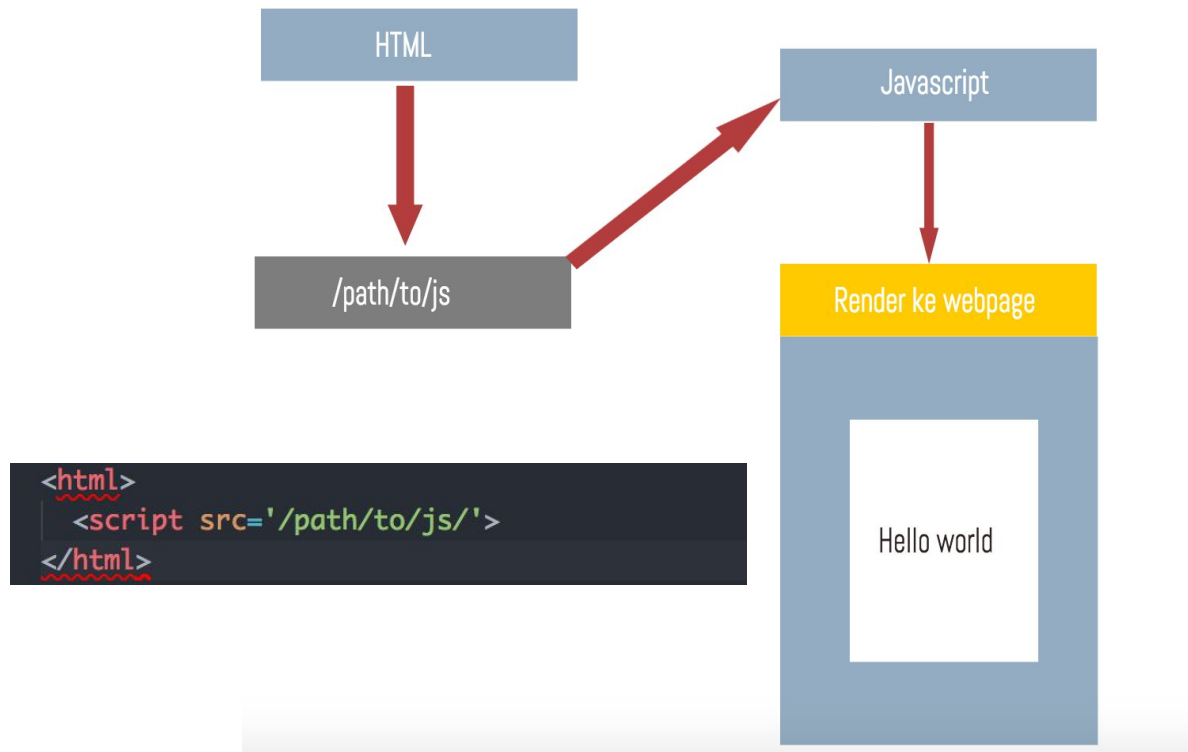 HTML
Javascript
/path/to/js
Render ke webpage
<html>
<script src='/path/to/js/'>
</html>
Hello world